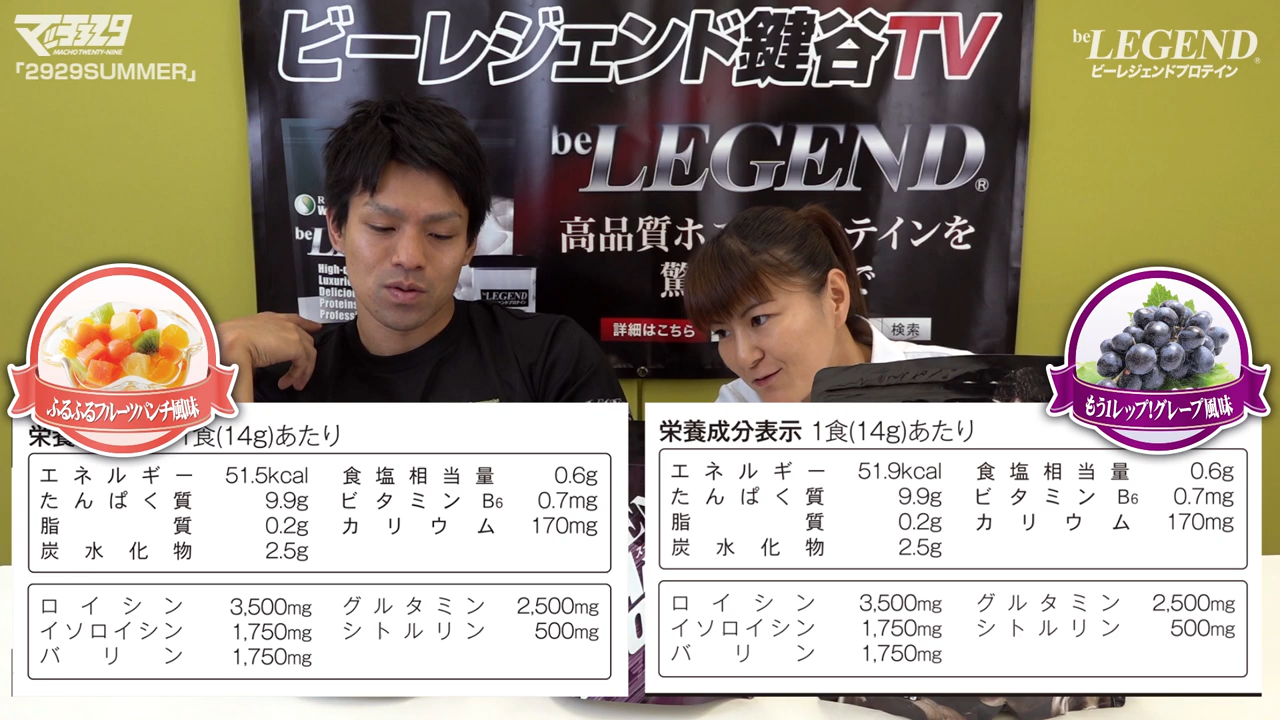 マッチョ29
MACHO TWENTY-NINE
「2929SUMMER」
ビーレジェンド鍵谷TV
be LEGEND®
ビーレジェンドプロテイン
be LEGEND®
高品質ホ
テインを
驚
で
詳細はこちら
検索
High-
Luxurio
Delicio
Proteins
Profess
be LEGEND
ふるふるフルーツパンチ風味
もう1レップ!グレープ風味
栄養 1食(14g)あたり
エネルギー 51.5kcal 食塩相当量 0.6g
たんぱく質 9.9g ビタミンB6 0.7mg
脂質 0.2g カリウム 170mg
炭水化物 2.5g
ロイシン 3,500mg グルタミン 2,500mg
イソロイシン 1,750mg シトルリン 500mg
バリン 1,750mg
栄養成分表示 1食(14g)あたり
エネルギー 51.9kcal 食塩相当量 0.6g
たんぱく質 9.9g ビタミンB6 0.7mg
脂質 0.2g カリウム 170mg
炭水化物 2.5g
ロイシン 3,500mg グルタミン 2,500mg
イソロイシン 1,750mg シトルリン 500mg
バリン 1,750mg